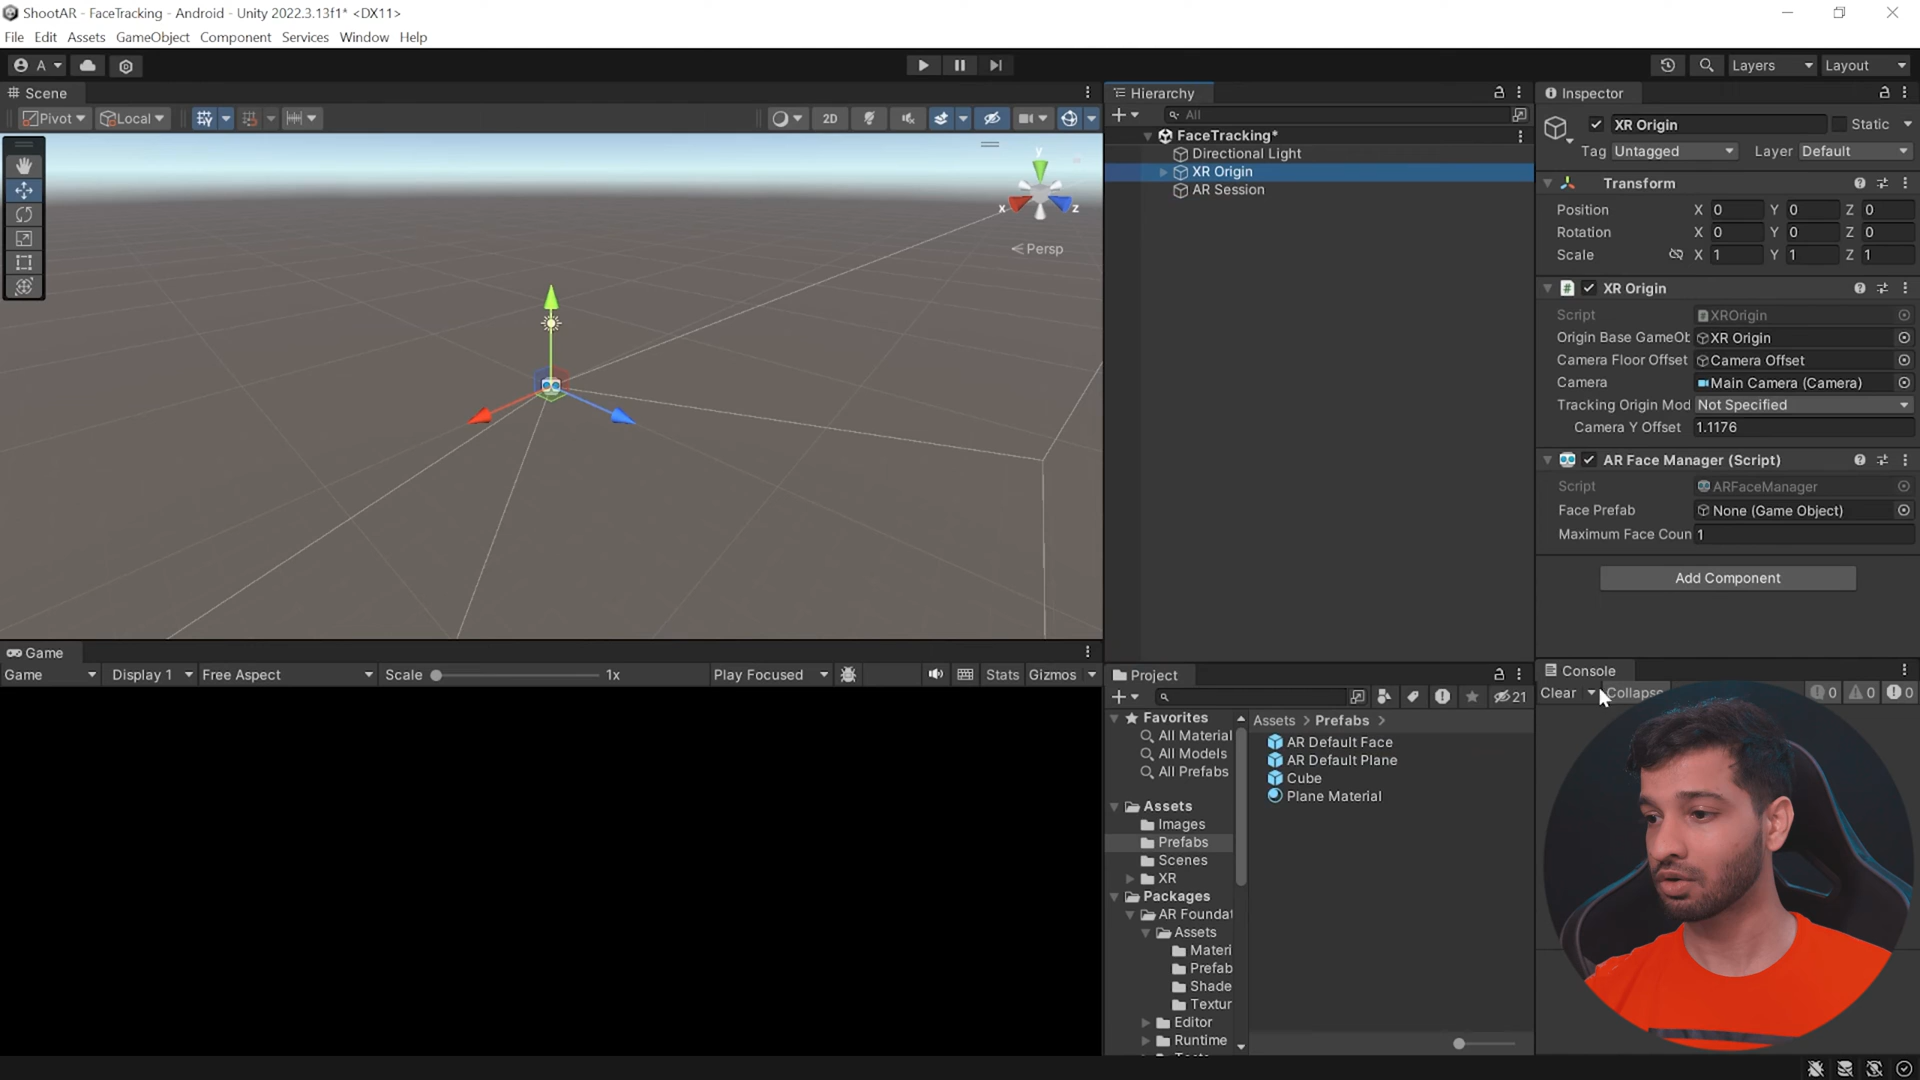 ShootAR - FaceTracking - Android - Unity 2022.3.13f1* <DX11>
File Edit Assets GameObject Component Services Window Help
A
Layers Layout
Scene
Pivot Local 2D
y
x z
Persp
Game
Game Display 1 Free Aspect Scale 1x Play Focused Stats Gizmos
Hierarchy
All
FaceTracking*
Directional Light
XR Origin
AR Session
Inspector
XR Origin Static
Tag Untagged Layer Default
Transform
Position X 0 Y 0 Z 0
Rotation X 0 Y 0 Z 0
Scale X 1 Y 1 Z 1
XR Origin
Script XROrigin
Origin Base GameOb XR Origin
Camera Floor Offset Camera Offset
Camera Main Camera (Camera)
Tracking Origin Mod Not Specified
Camera Y Offset 1.1176
AR Face Manager (Script)
Script ARFaceManager
Face Prefab None (Game Object)
Maximum Face Coun 1
Add Component
Project
21
Favorites
All Material
All Models
All Prefabs
Assets
Images
Prefabs
Scenes
XR
Packages
AR Foundat
Assets
Materi
Prefab
Shade
Textur
Editor
Runtime
Assets > Prefabs >
AR Default Face
AR Default Plane
Cube
Plane Material
Console
Clear Collapse 0 0 0